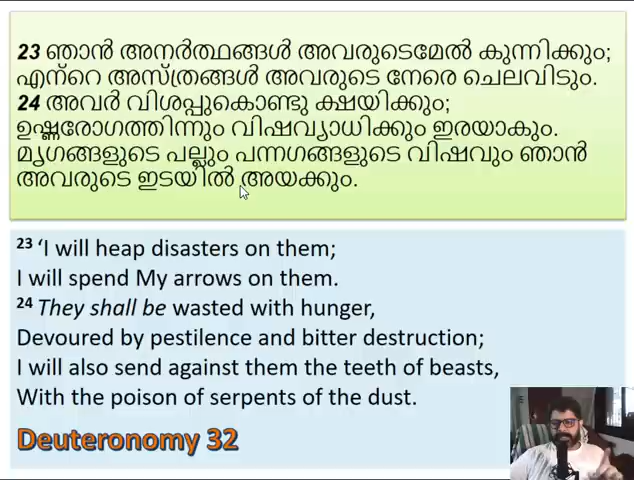 23 ഞാൻ അനർത്ഥങ്ങൾ അവരുടെമേൽ കുന്നിക്കും;
എന്റെ അസ്ത്രങ്ങൾ അവരുടെ നേരെ ചെലവിടും.
24 അവർ വിശപ്പുകൊണ്ടു ക്ഷയിക്കും;
ഉഷ്ണരോഗത്തിന്നും വിഷവ്യാധിക്കും ഇരയാകും.
മൃഗങ്ങളുടെ പല്ലും പന്നഗങ്ങളുടെ വിഷവും ഞാൻ
അവരുടെ ഇടയിൽ അയക്കും.
23 ‘I will heap disasters on them;
I will spend My arrows on them.
24 They shall be wasted with hunger,
Devoured by pestilence and bitter destruction;
I will also send against them the teeth of beasts,
With the poison of serpents of the dust.
Deuteronomy 32